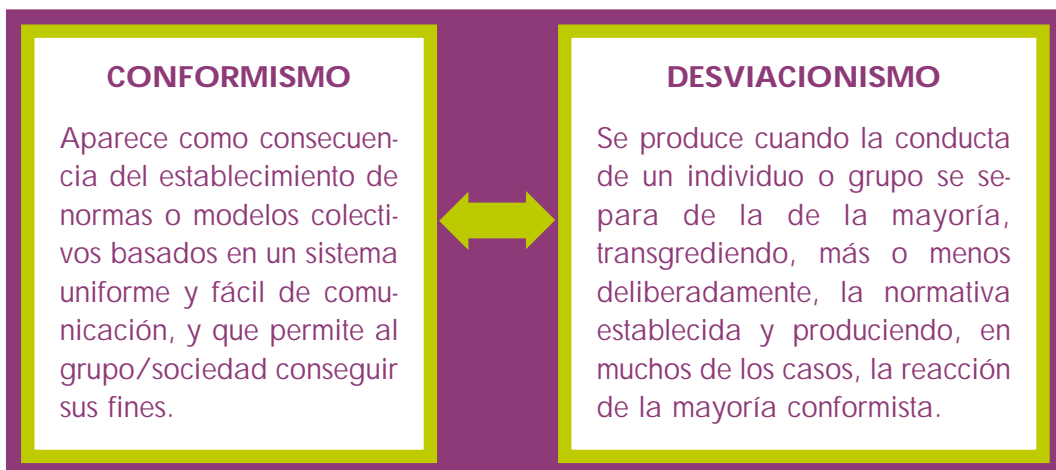 CONFORMISMO
Aparece como consecuen-
cia del establecimiento de
normas o modelos colecti-
vos basados en un sistema
uniforme y fácil de comu-
nicación, y que permite al
grupo/sociedad conseguir
sus fines.
DESVIACIONISMO
Se produce cuando la conducta
de un individuo o grupo se se-
para de la de la mayoría,
transgrediendo, más o menos
deliberadamente, la normativa
establecida y produciendo, en
muchos de los casos, la reacción
de la mayoría conformista.